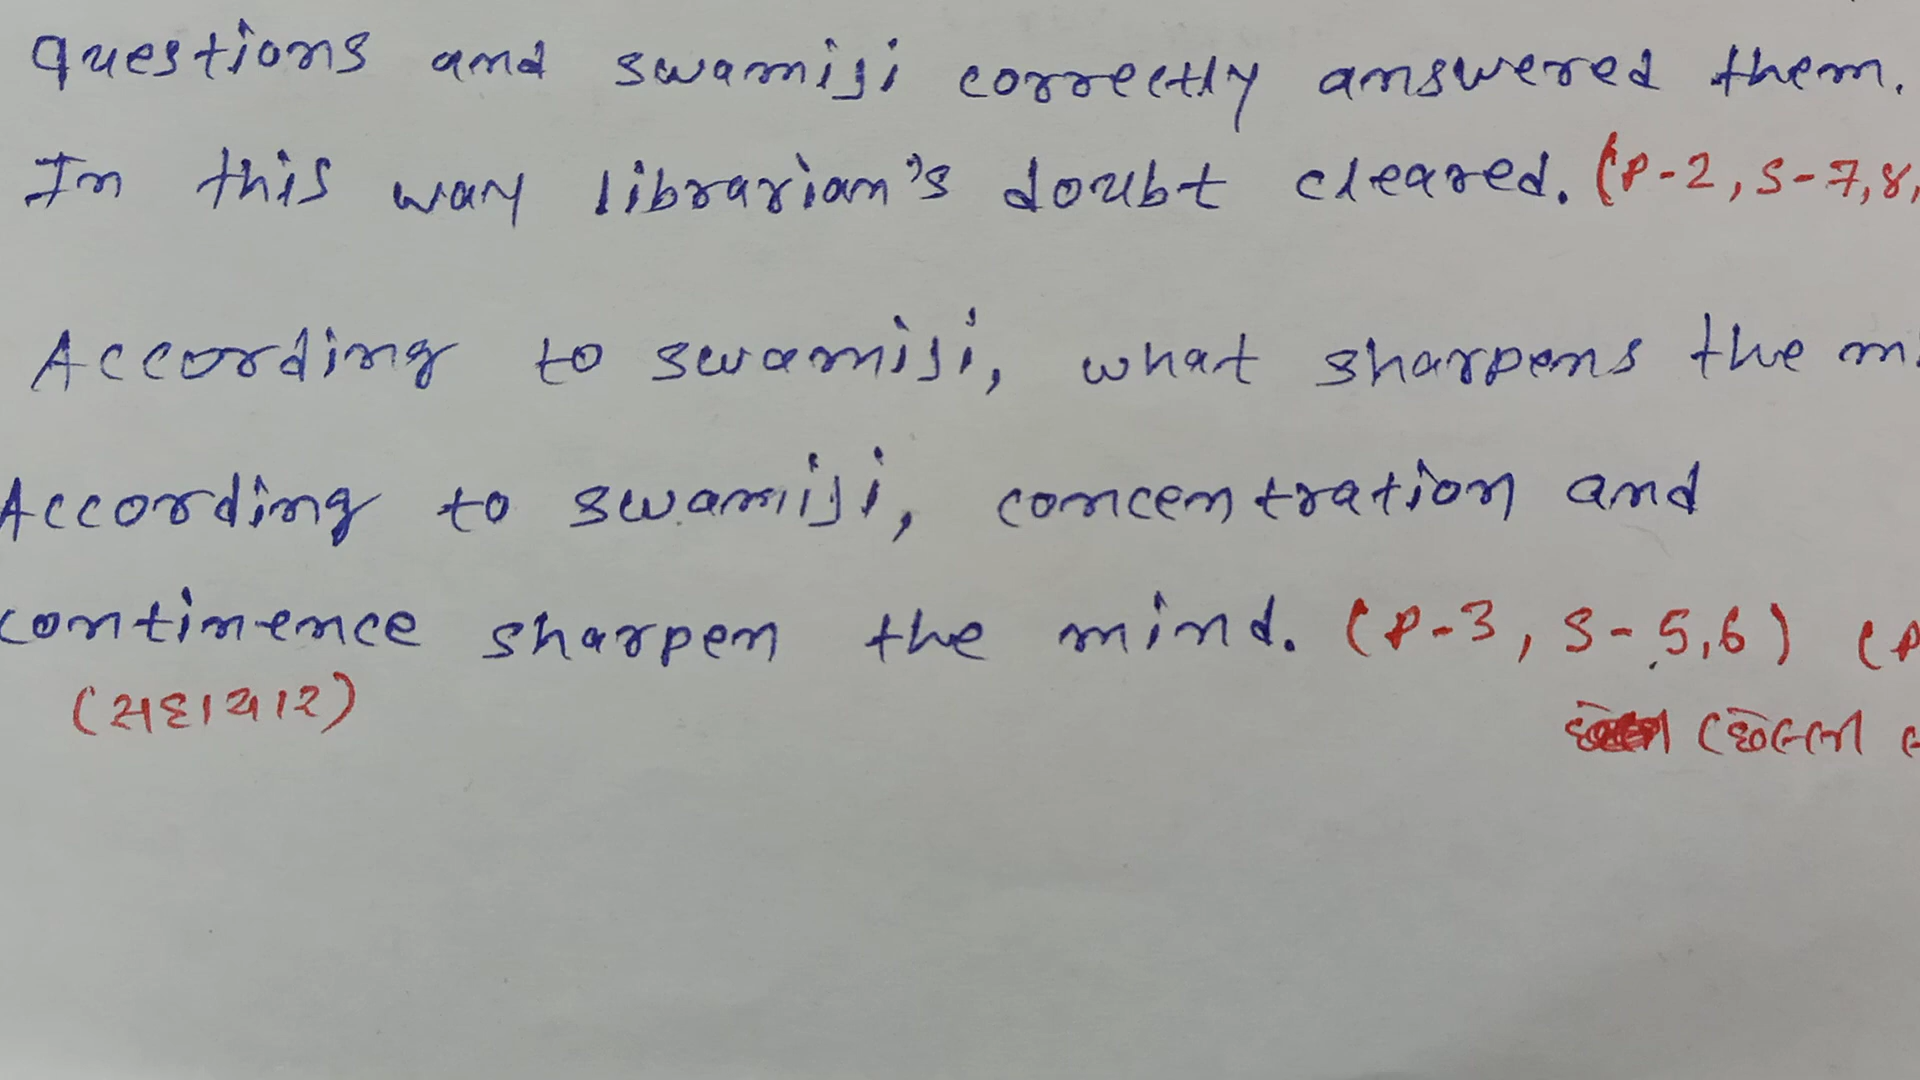 questions and swamiji correctly answered them.
In this way librarian's doubt cleared. (P-2, S-7,8,
According to swamiji, what sharpens the
According to swamiji, concentration and
continence sharpen the mind. (P-3, S-5,6) (P
(સદાચાર)
(છેલ્લી